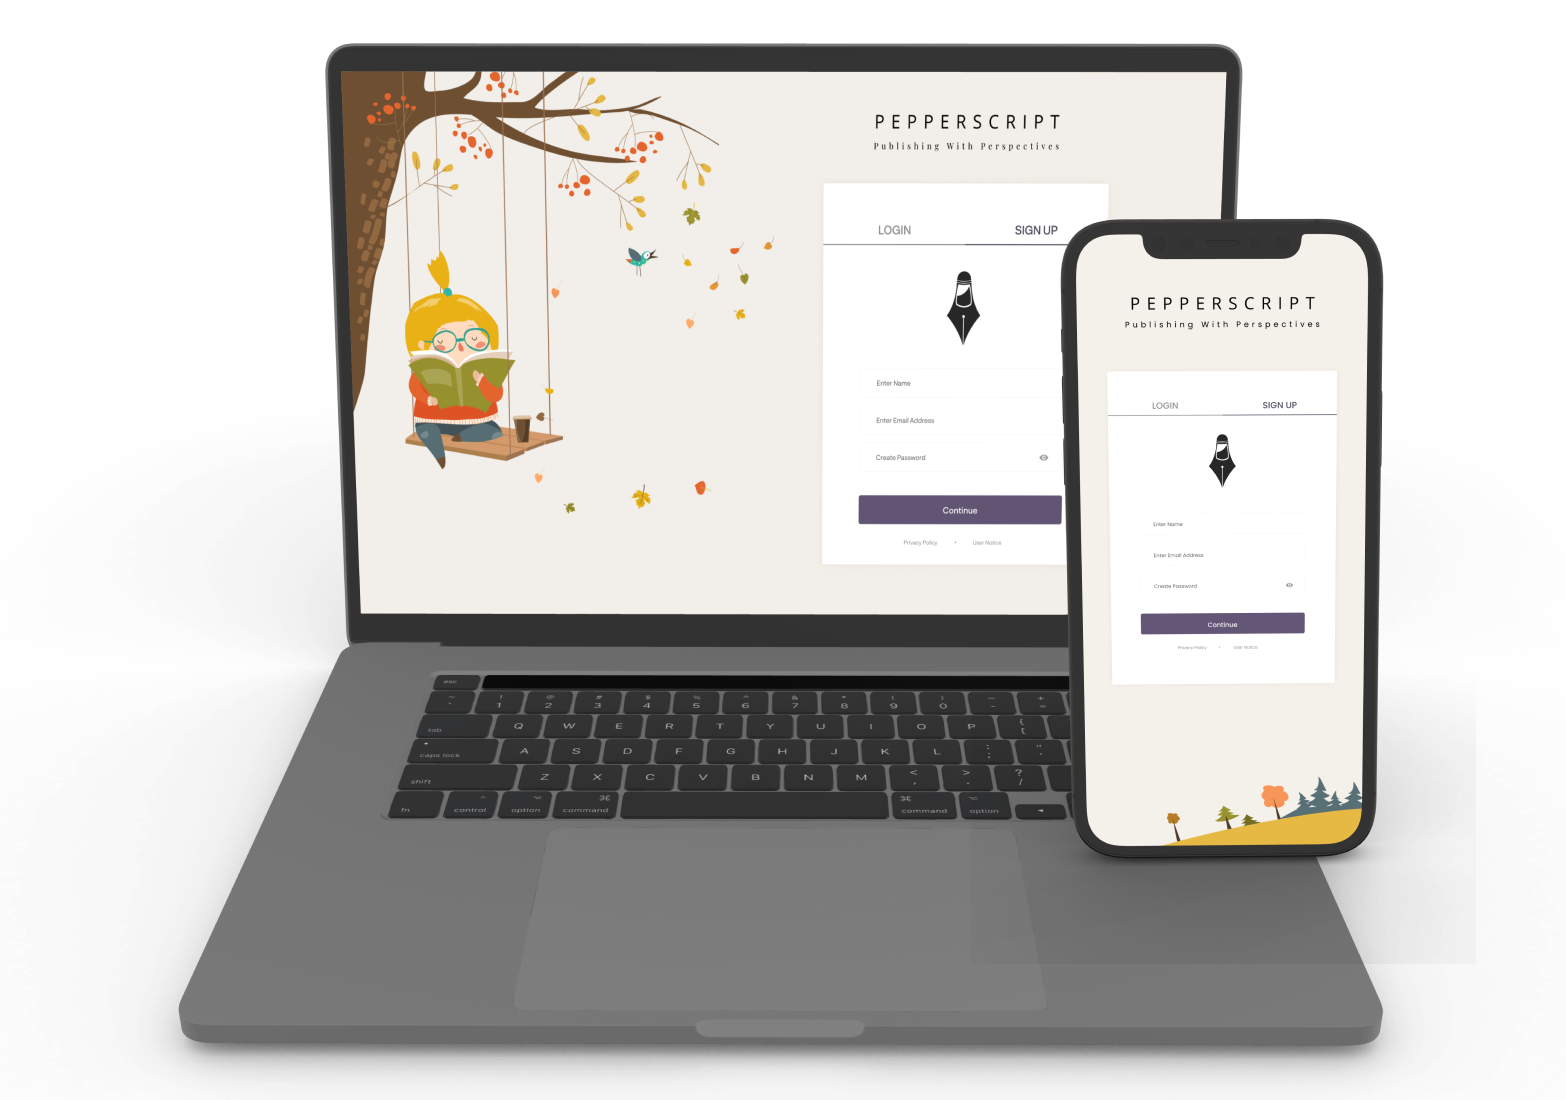 PEPPERSCRIPT
Publishing With Perspectives
LOGIN SIGN UP
Enter Name
Enter Email Address
Create Password
Continue
Privacy Policy • User Notice
PEPPERSCRIPT
Publishing With Perspectives
LOGIN SIGN UP
Enter Name
Enter Email Address
Create Password
Continue
Privacy Policy • User Notice
esc
~ ! @ # $ % ^ & * ( ) — +
` 1 2 3 4 5 6 7 8 9 0 - =
tab Q W E R T Y U I O P { [
caps lock A S D F G H J K L : ; " '
shift Z X C V B N M < , > . ? /
fn ^ control ⌥ option ⌘ command ⌘ command ⌥ option ◄